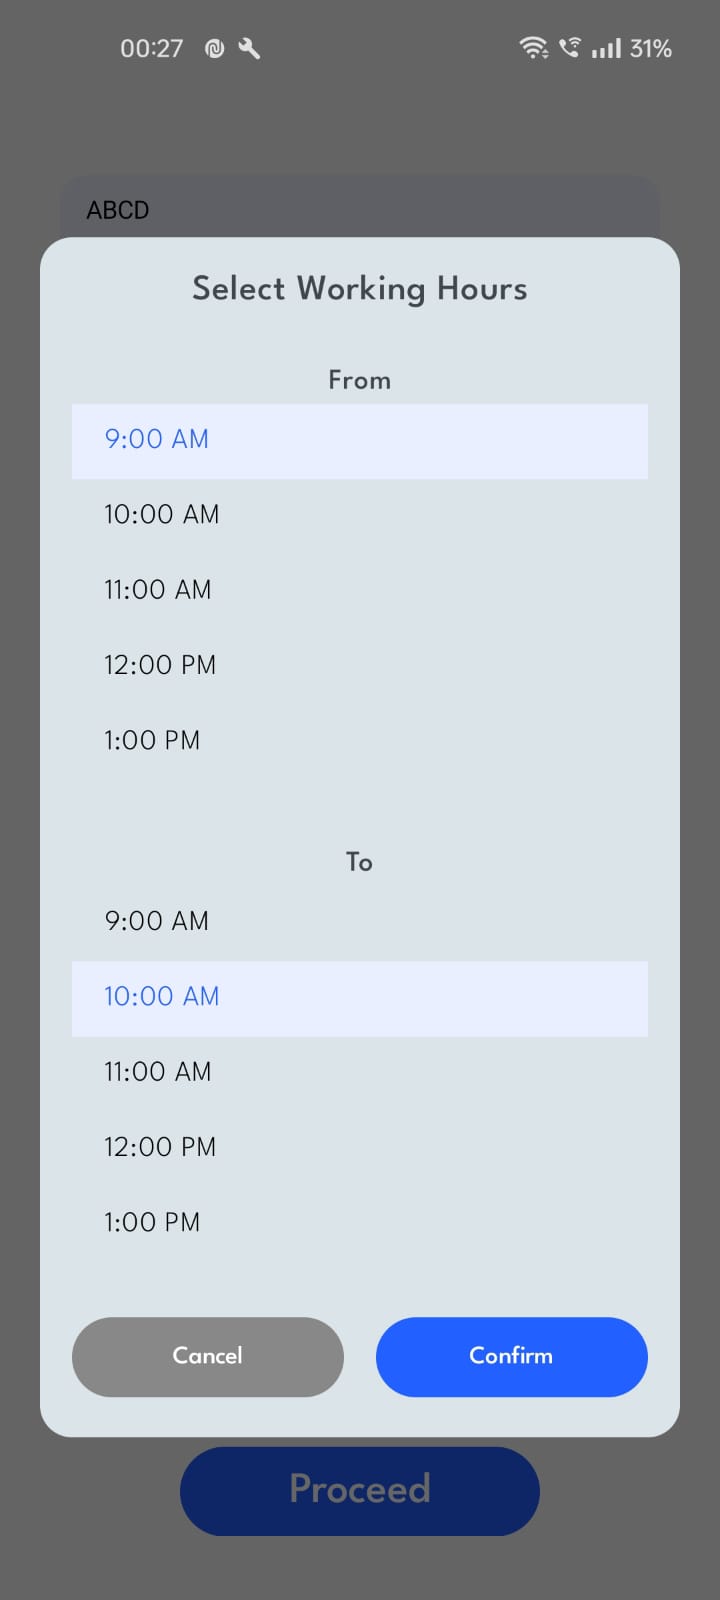 00:27 31%
ABCD
Select Working Hours
From
9:00 AM
10:00 AM
11:00 AM
12:00 PM
1:00 PM
To
9:00 AM
10:00 AM
11:00 AM
12:00 PM
1:00 PM
Cancel Confirm
Proceed